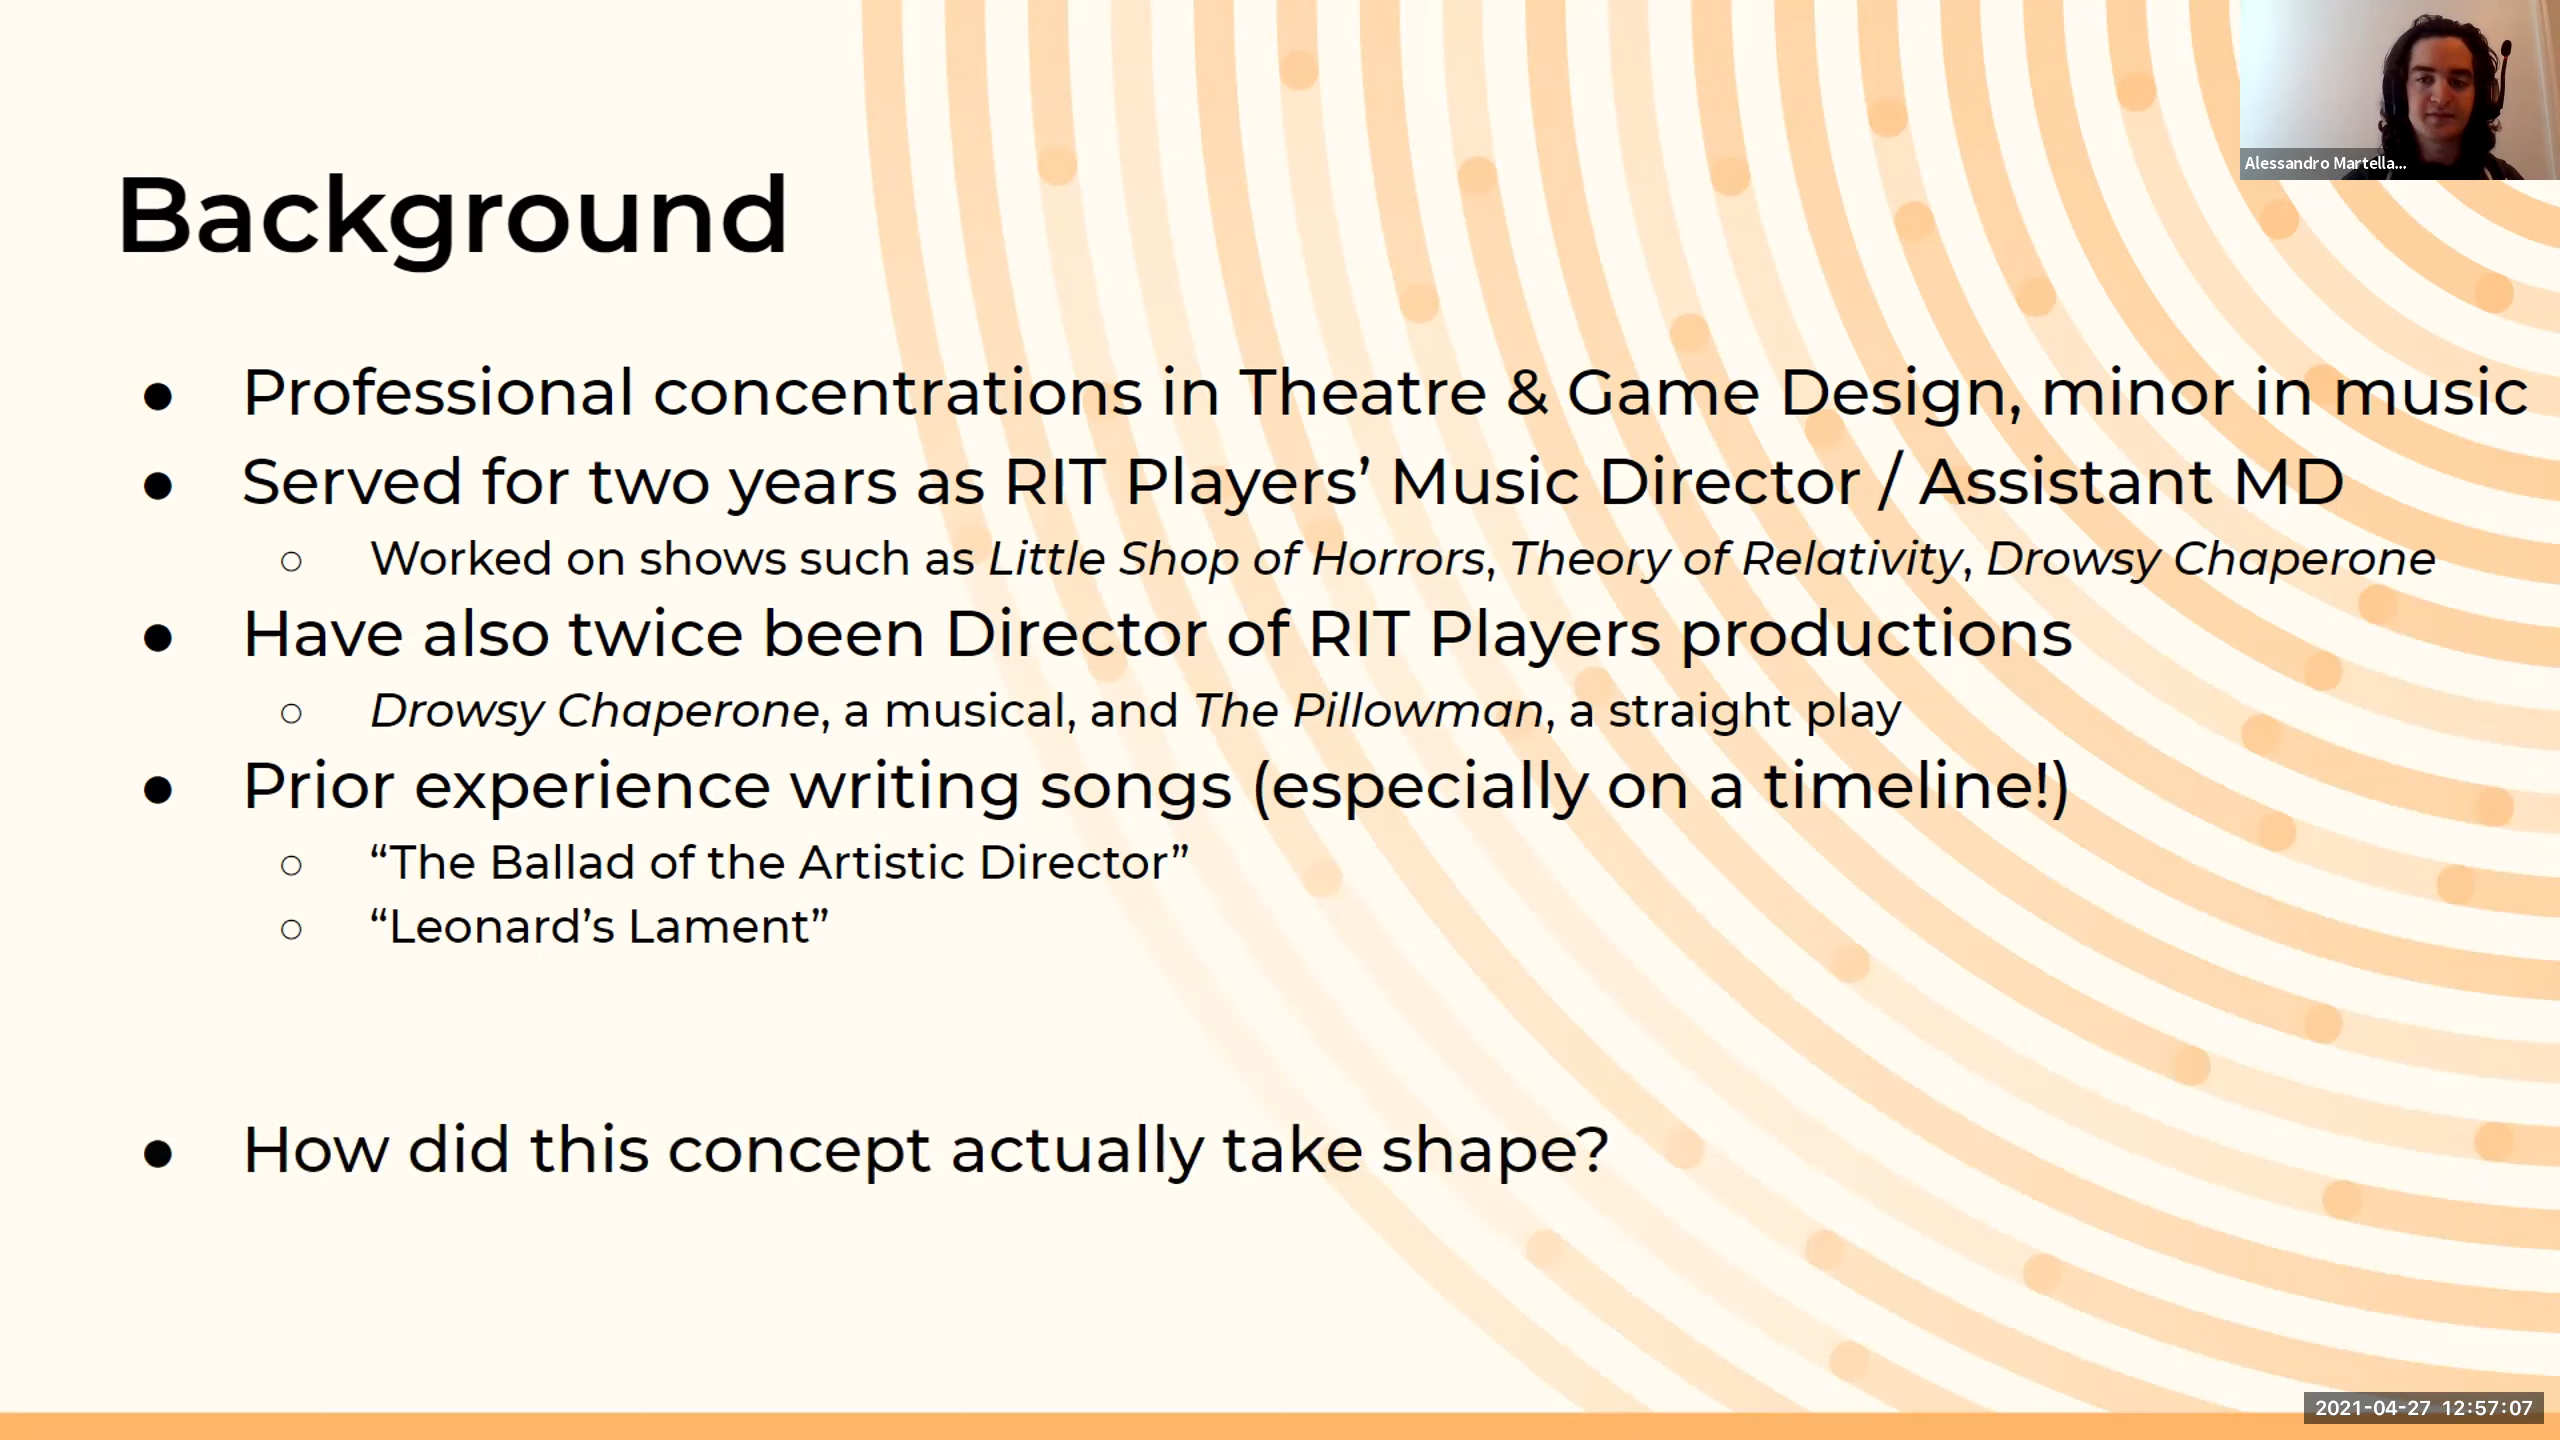 Alessandro Martella...
Background
● Professional concentrations in Theatre & Game Design, minor in music
● Served for two years as RIT Players’ Music Director / Assistant MD
○ Worked on shows such as Little Shop of Horrors, Theory of Relativity, Drowsy Chaperone
● Have also twice been Director of RIT Players productions
○ Drowsy Chaperone, a musical, and The Pillowman, a straight play
● Prior experience writing songs (especially on a timeline!)
○ “The Ballad of the Artistic Director”
○ “Leonard’s Lament”
● How did this concept actually take shape?
2021-04-27 12:57:07